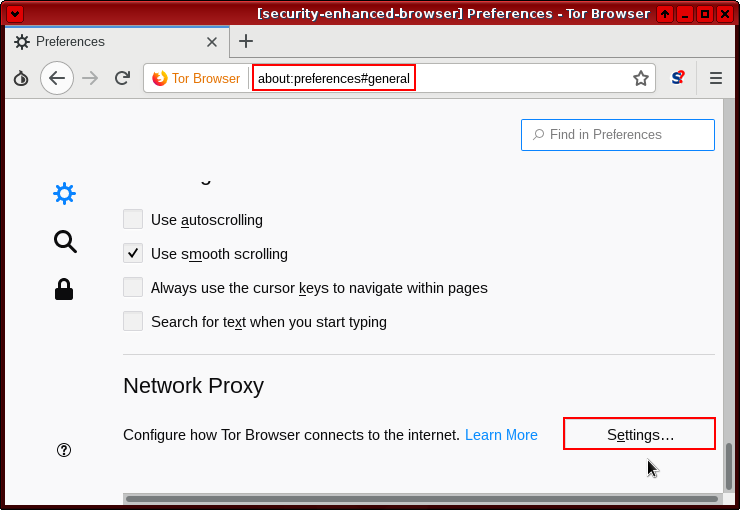 [security-enhanced-browser] Preferences - Tor Browser
Preferences
Tor Browser
about:preferences#general
S?
Find in Preferences
Use autoscrolling
Use smooth scrolling
Always use the cursor keys to navigate within pages
Search for text when you start typing
Network Proxy
Configure how Tor Browser connects to the internet. Learn More
Settings...